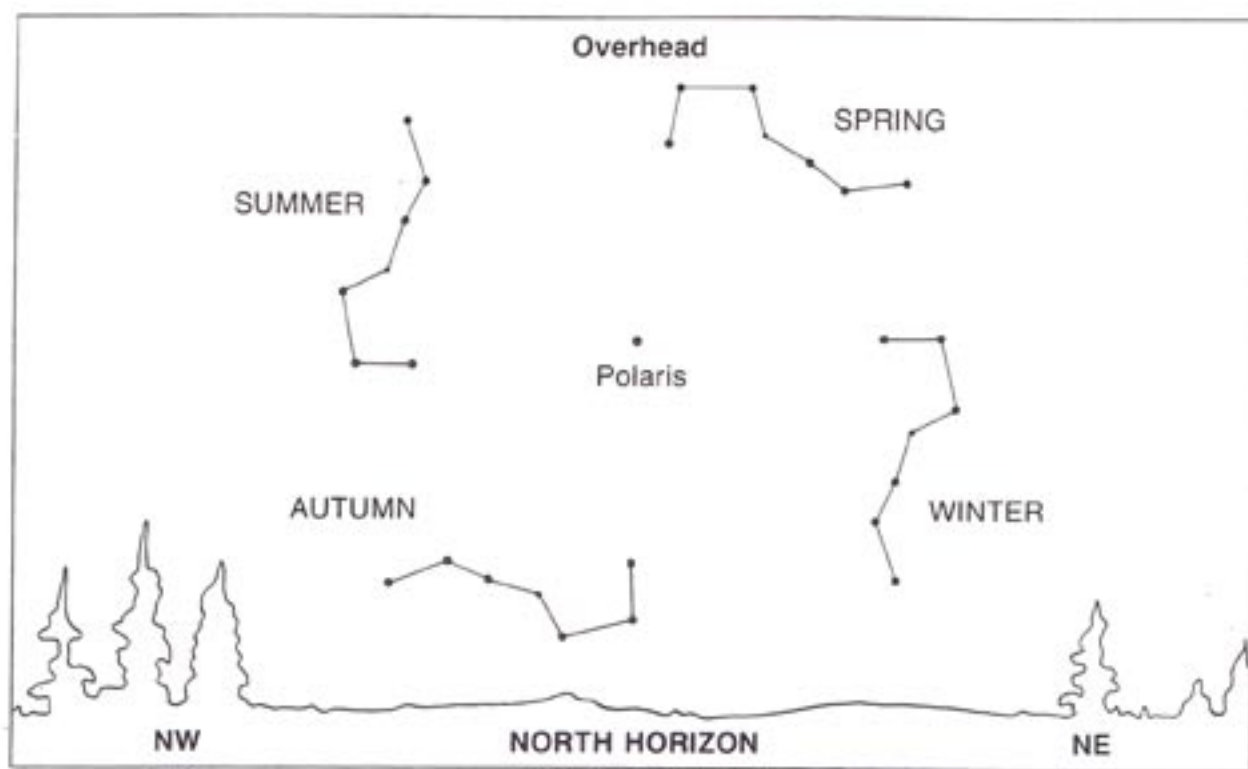 Overhead
SPRING
SUMMER
Polaris
AUTUMN
WINTER
NW
NORTH HORIZON
NE